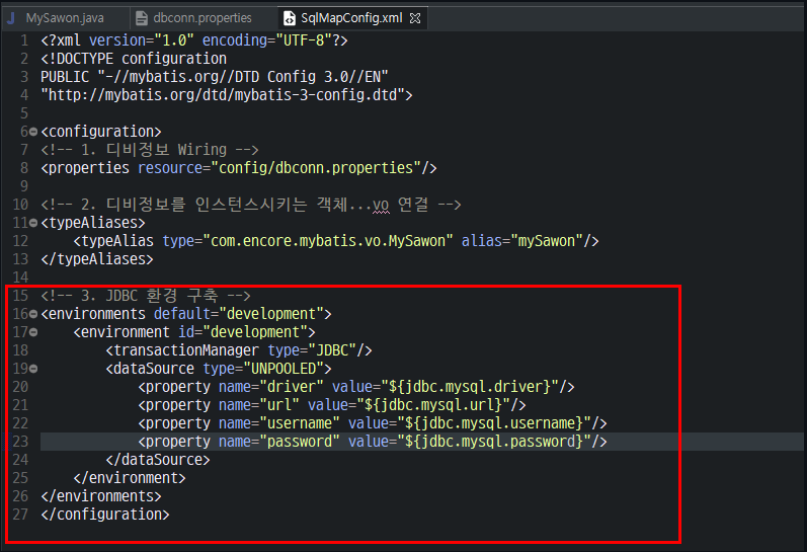 MySawon.java dbconn.properties SqlMapConfig.xml
1 <?xml version="1.0" encoding="UTF-8"?>
2 <!DOCTYPE configuration
3 PUBLIC "-//mybatis.org//DTD Config 3.0//EN"
4 "http://mybatis.org/dtd/mybatis-3-config.dtd">
5
6 <configuration>
7 <!-- 1. 디비정보 Wiring -->
8 <properties resource="config/dbconn.properties"/>
9
10 <!-- 2. 디비정보를 인스턴스시키는 객체...vo 연결 -->
11 <typeAliases>
12 <typeAlias type="com.encore.mybatis.vo.MySawon" alias="mySawon"/>
13 </typeAliases>
14
15 <!-- 3. JDBC 환경 구축 -->
16 <environments default="development">
17 <environment id="development">
18 <transactionManager type="JDBC"/>
19 <dataSource type="UNPOOLED">
20 <property name="driver" value="${jdbc.mysql.driver}"/>
21 <property name="url" value="${jdbc.mysql.url}"/>
22 <property name="username" value="${jdbc.mysql.username}"/>
23 <property name="password" value="${jdbc.mysql.password}"/>
24 </dataSource>
25 </environment>
26 </environments>
27 </configuration>